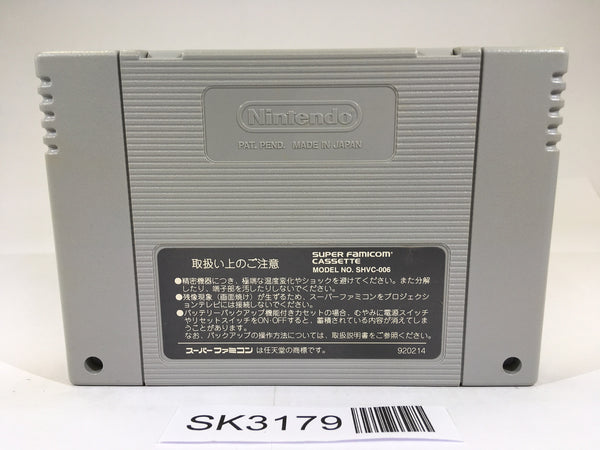 Nintendo
PAT. PEND. MADE IN JAPAN
取扱い上のご注意
SUPER FAMICOM
CASSETTE
MODEL NO. SHVC-006
●精密機器につき、極端な温度変化やショックを避けてください。また分解
したり、端子部を汚したりしないでください。
●残像現象（画面焼け）が生ずるため、スーパーファミコンをプロジェクシ
ョンテレビには接続しないでください。
●バッテリーバックアップ機能付きカセットの場合、むやみに電源スイッチ
やリセットスイッチをON・OFFすると、蓄積されている内容が消えてしま
うことがあります。
なお、バックアップの操作方法については、取扱説明書をご参照ください。
スーパーファミコン は任天堂の商標です。 920214
SK3179